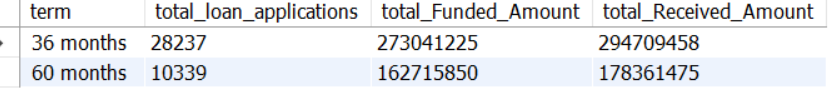 term total_loan_applications total_Funded_Amount total_Received_Amount
36 months 28237 273041225 294709458
60 months 10339 162715850 178361475